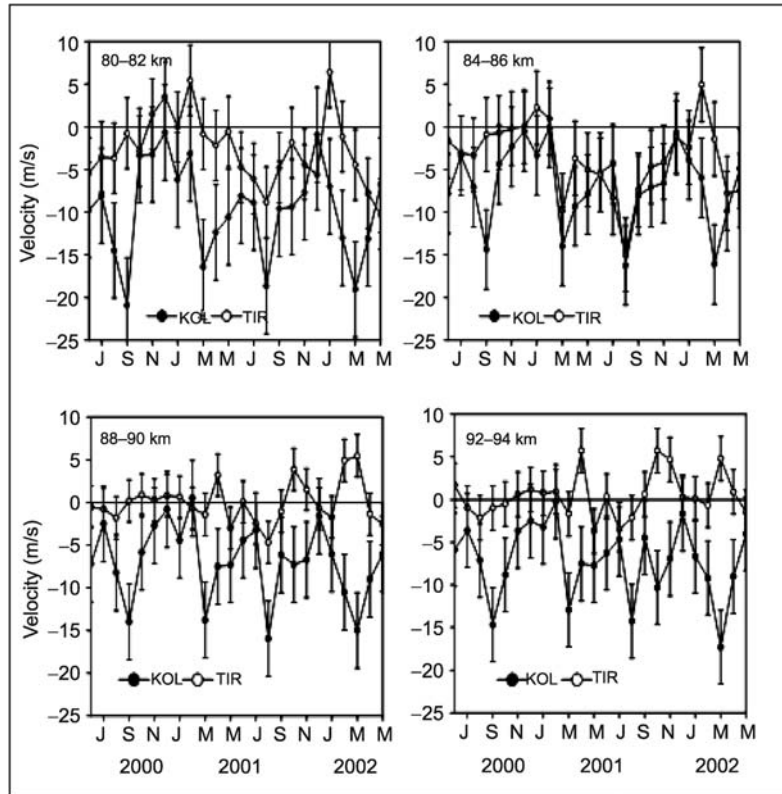 10
80–82 km
5
0
–5
–10
–15
–20
–25
Velocity (m/s)
KOL TIR
J S N J M M J S N J M M
10
84–86 km
5
0
–5
–10
–15
–20
–25
KOL TIR
J S N J M M J S N J M M
10
88–90 km
5
0
–5
–10
–15
–20
–25
Velocity (m/s)
KOL TIR
J S N J M M J S N J M M
2000 2001 2002
10
92–94 km
5
0
–5
–10
–15
–20
–25
KOL TIR
J S N J M M J S N J M M
2000 2001 2002